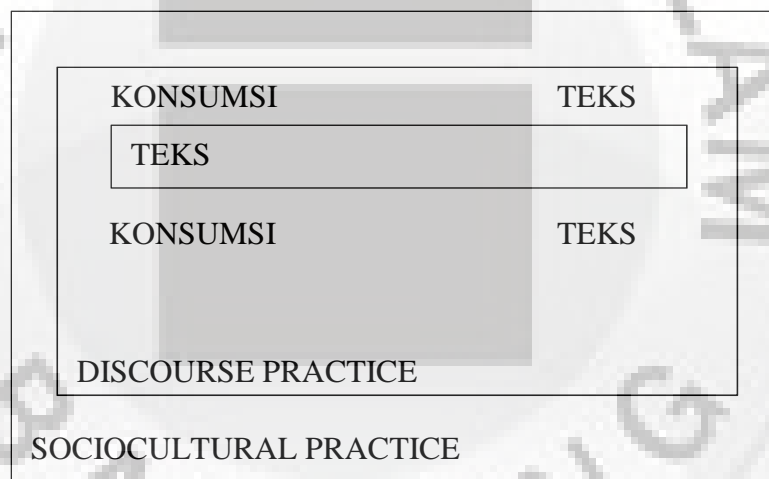 KONSUMSI TEKS
TEKS
KONSUMSI TEKS
DISCOURSE PRACTICE
SOCIOCULTURAL PRACTICE